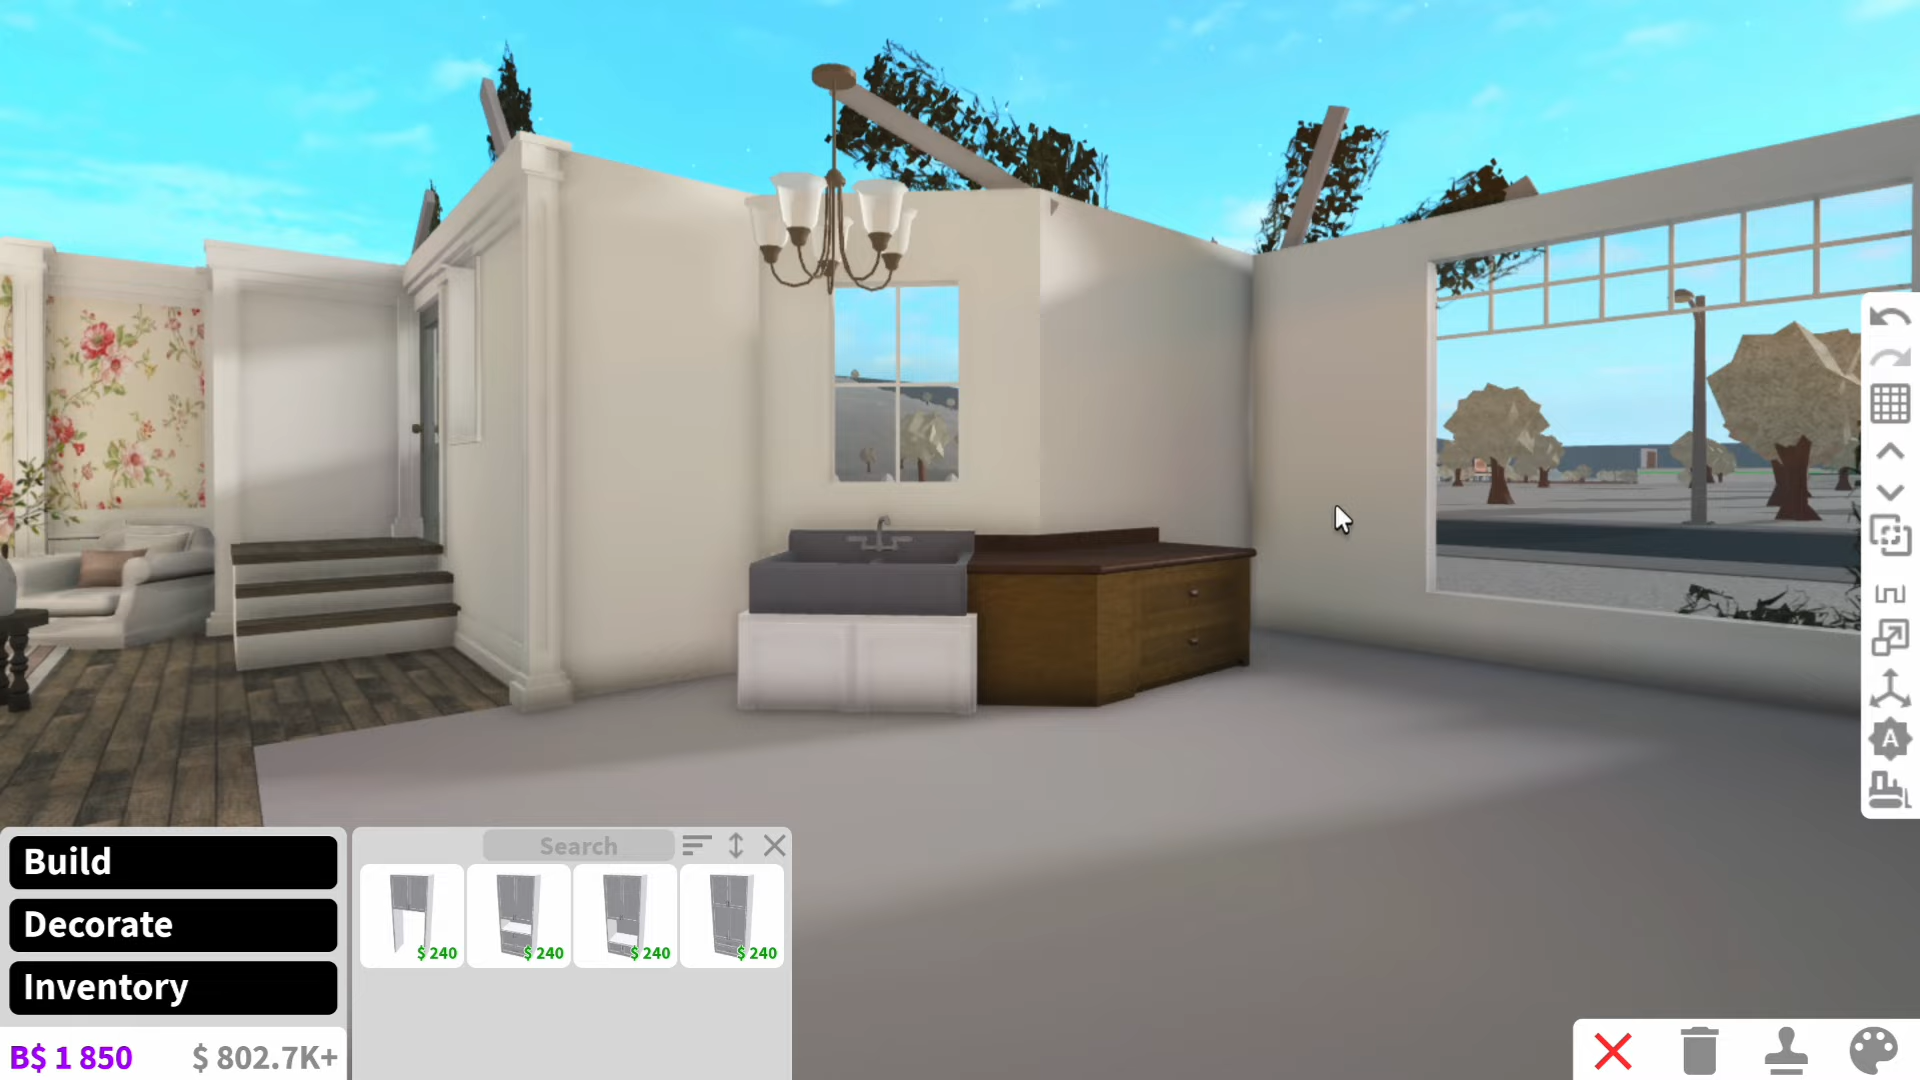 Build
Decorate
Inventory
B$ 1 850
$ 802.7K+
Search
$ 240
$ 240
$ 240
$ 240
A